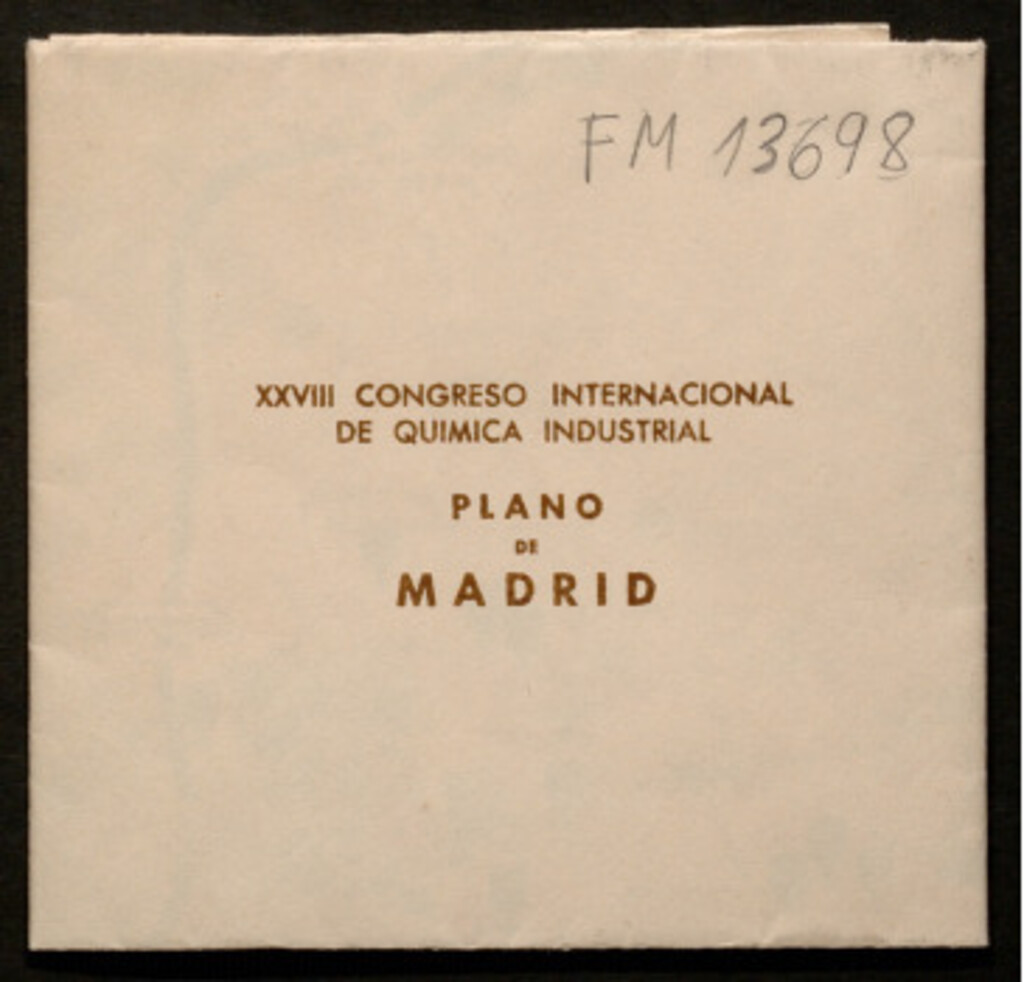 FM 13698
XXVIII CONGRESO INTERNACIONAL
DE QUIMICA INDUSTRIAL
PLANO
DE
MADRID